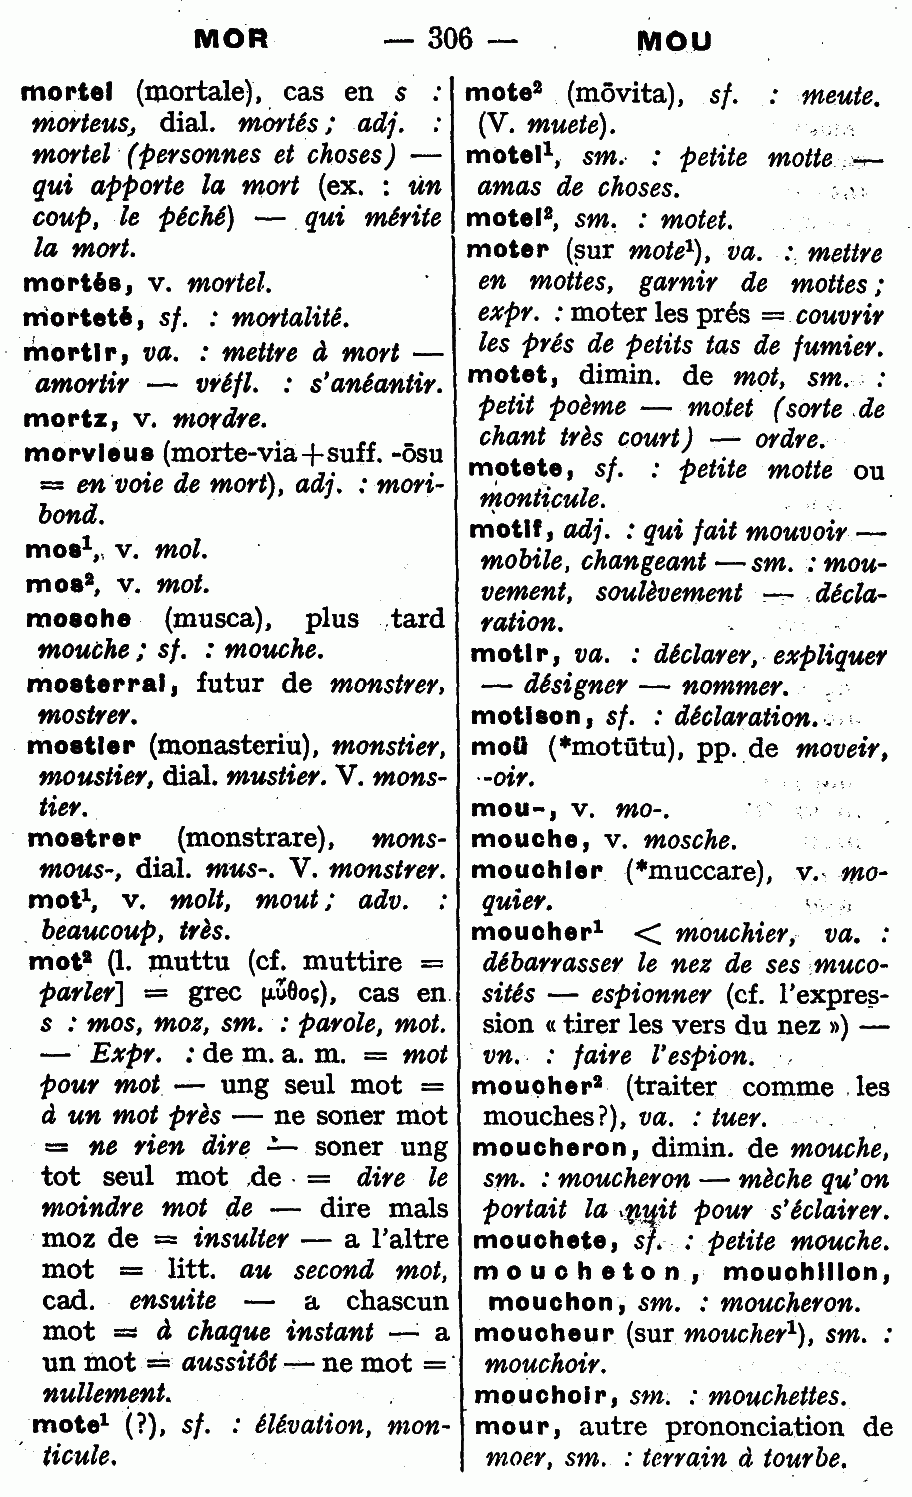 MOR — 306 — MOU
mortel (mortale), cas en s :
morteus, dial. mortés ; adj. :
mortel (personnes et choses) —
qui apporte la mort (ex. : un
coup, le péché) — qui mérite
la mort.
mortés, v. mortel.
morteté, sf. : mortalité.
mortir, va. : mettre à mort —
amortir — vréfl. : s'anéantir.
mortz, v. mordre.
morvieus (morte-via+suff. -ōsu
= en voie de mort), adj. : mori-
bond.
mos¹, v. mol.
mos², v. mot.
mosche (musca), plus tard
mouche ; sf. : mouche.
mosterrai, futur de monstrer,
mostrer.
mostier (monasteriu), monstier,
moustier, dial. mustier. V. mons-
tier.
mostrer (monstrare), mons-
mous-, dial. mus-. V. monstrer.
mot¹, v. molt, mout ; adv. :
beaucoup, très.
mot² (l. muttu (cf. muttire =
parler] = grec μῦθος), cas en
s : mos, moz, sm. : parole, mot.
— Expr. : de m. a. m. = mot
pour mot — ung seul mot =
à un mot près — ne soner mot
= ne rien dire — soner ung
tot seul mot de = dire le
moindre mot de — dire mals
moz de = insulter — a l'altre
mot = litt. au second mot,
cad. ensuite — a chascun
mot = à chaque instant — a
un mot = aussitôt — ne mot =
nullement.
mote¹ (?), sf. : élévation, mon-
ticule.
mote² (mōvita), sf. : meute.
(V. muete).
motel¹, sm. : petite motte —
amas de choses.
motel², sm. : motet.
moter (sur mote¹), va. : mettre
en mottes, garnir de mottes ;
expr. : moter les prés = couvrir
les prés de petits tas de fumier.
motet, dimin. de mot, sm. :
petit poème — motet (sorte de
chant très court) — ordre.
motete, sf. : petite motte ou
monticule.
motif, adj. : qui fait mouvoir —
mobile, changeant — sm. : mou-
vement, soulèvement — décla-
ration.
motir, va. : déclarer, expliquer
— désigner — nommer.
motison, sf. : déclaration.
moü (*motūtu), pp. de moveir,
-oir.
mou-, v. mo-.
mouche, v. mosche.
mouchier (*muccare), v. mo-
quier.
moucher¹ < mouchier, va. :
débarrasser le nez de ses muco-
sités — espionner (cf. l'expres-
sion « tirer les vers du nez ») —
vn. : faire l'espion.
moucher² (traiter comme les
mouches?), va. : tuer.
moucheron, dimin. de mouche,
sm. : moucheron — mèche qu'on
portait la nuit pour s'éclairer.
mouchete, sf. : petite mouche.
moucheton, mouchillon,
mouchon, sm. : moucheron.
moucheur (sur moucher¹), sm. :
mouchoir.
mouchoir, sm. : mouchettes.
mour, autre prononciation de
moer, sm. : terrain à tourbe.